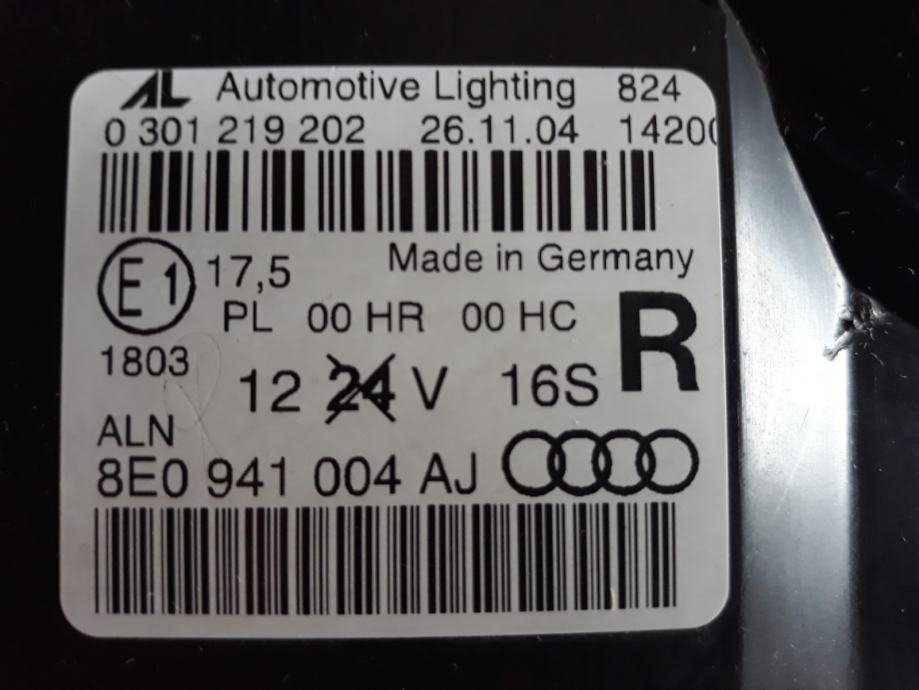 AL Automotive Lighting 824
0 301 219 202 26.11.04 1420
E1 17,5 Made in Germany
PL 00 HR 00 HC R
1803
12 24 V 16S
ALN
8E0 941 004 AJ